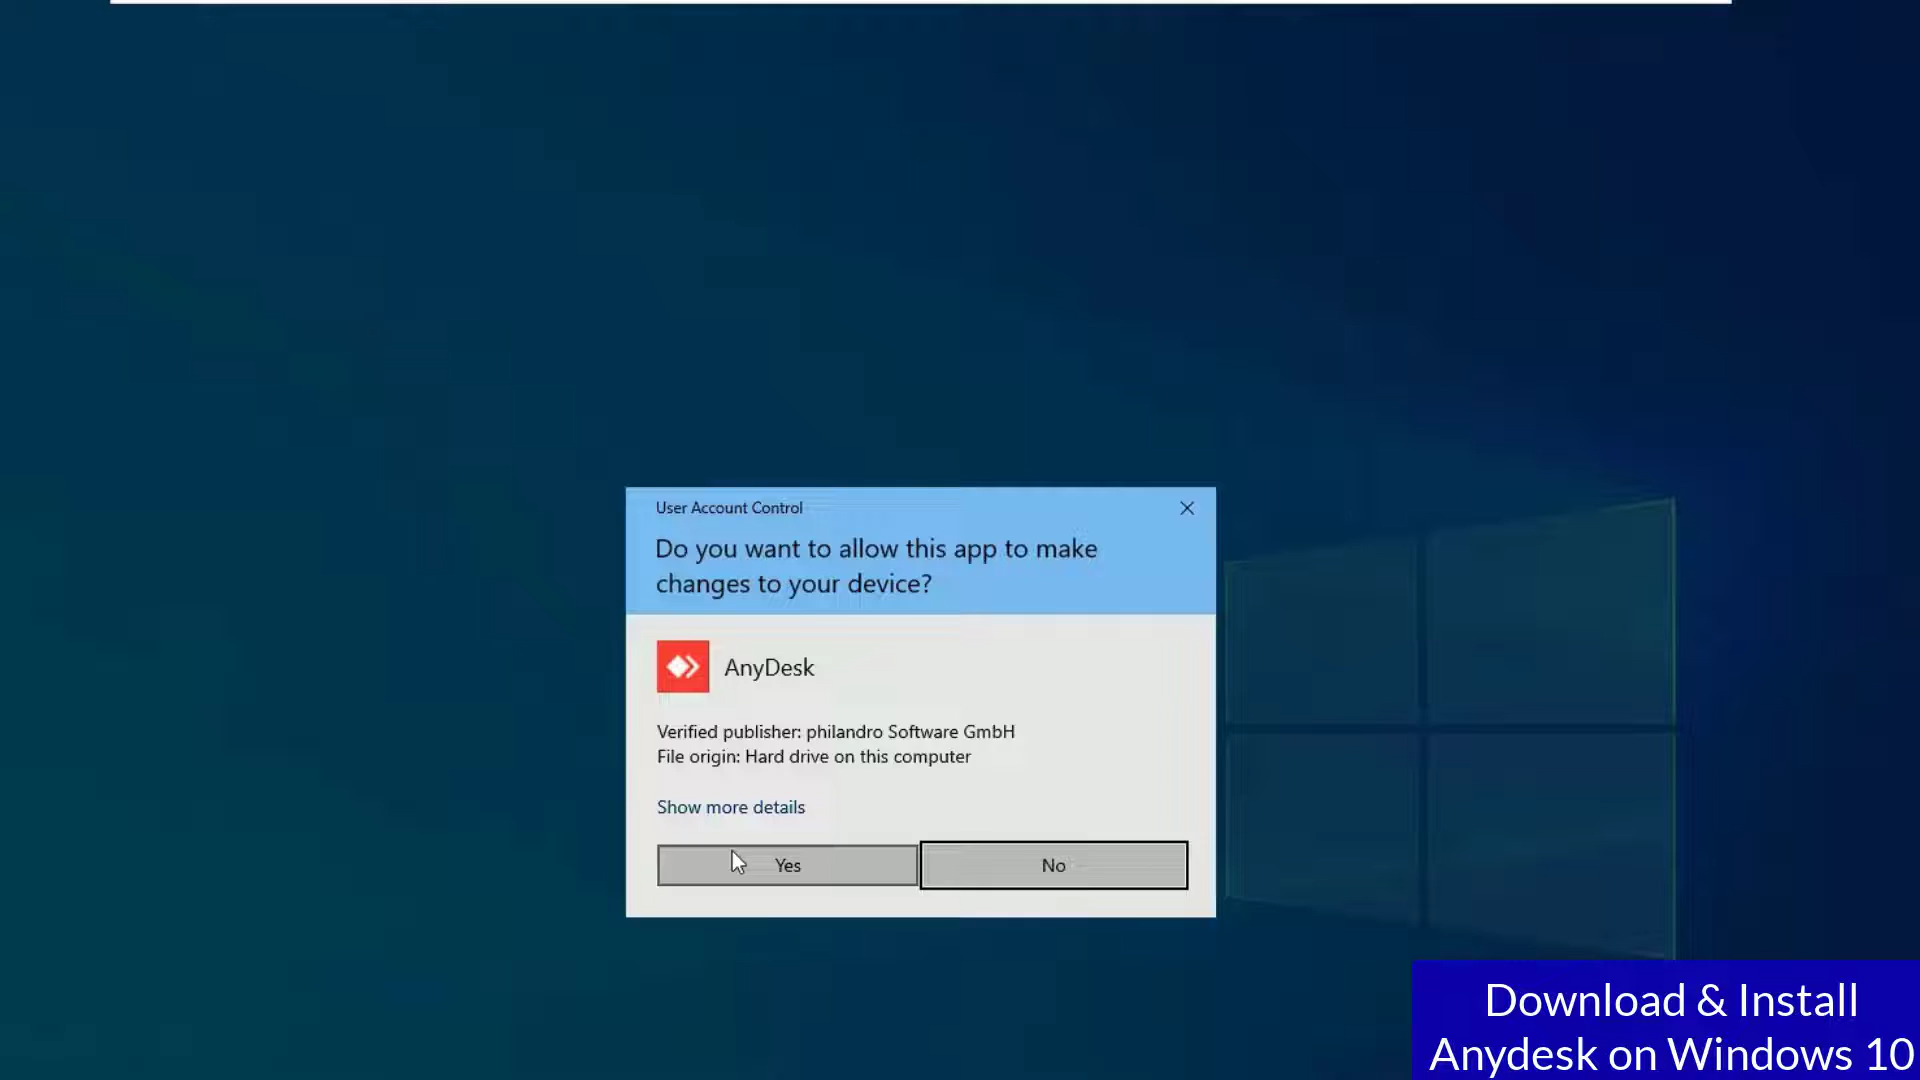 User Account Control
Do you want to allow this app to make
changes to your device?
AnyDesk
Verified publisher: philandro Software GmbH
File origin: Hard drive on this computer
Show more details
Yes
No
Download & Install
Anydesk on Windows 10